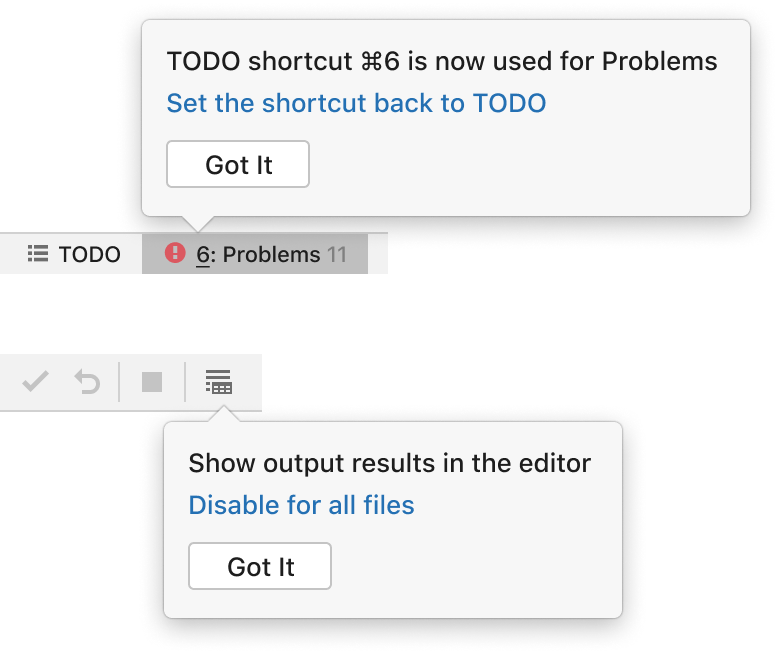 TODO shortcut ⌘6 is now used for Problems
Set the shortcut back to TODO
Got It
TODO 6: Problems 11
Show output results in the editor
Disable for all files
Got It